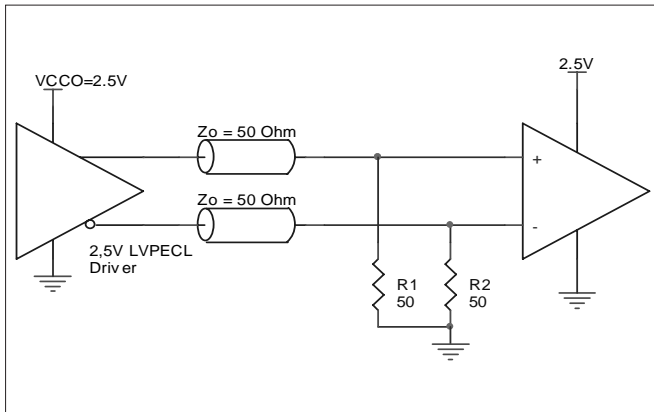 VCCO=2.5V
2.5V
Zo = 50 Ohm
Zo = 50 Ohm
+
-
2,5V LVPECL
Driver
R1
50
R2
50